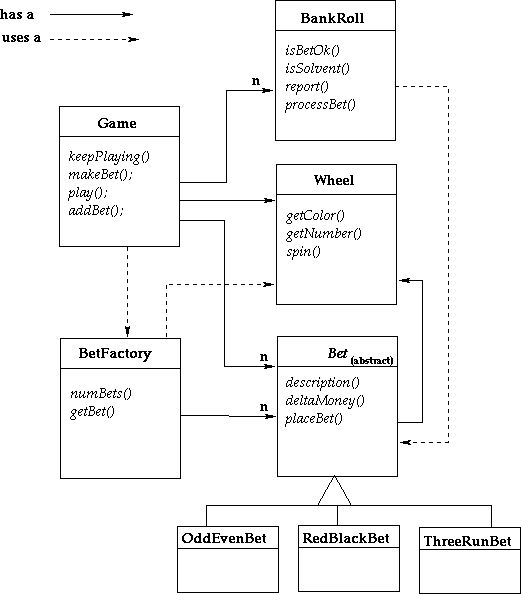 has a
uses a
BankRoll
isBetOk()
isSolvent()
report()
processBet()
n
Game
keepPlaying()
makeBet();
play();
addBet();
Wheel
getColor()
getNumber()
spin()
BetFactory
numBets()
getBet()
n
n
Bet (abstract)
description()
deltaMoney()
placeBet()
OddEvenBet
RedBlackBet
ThreeRunBet